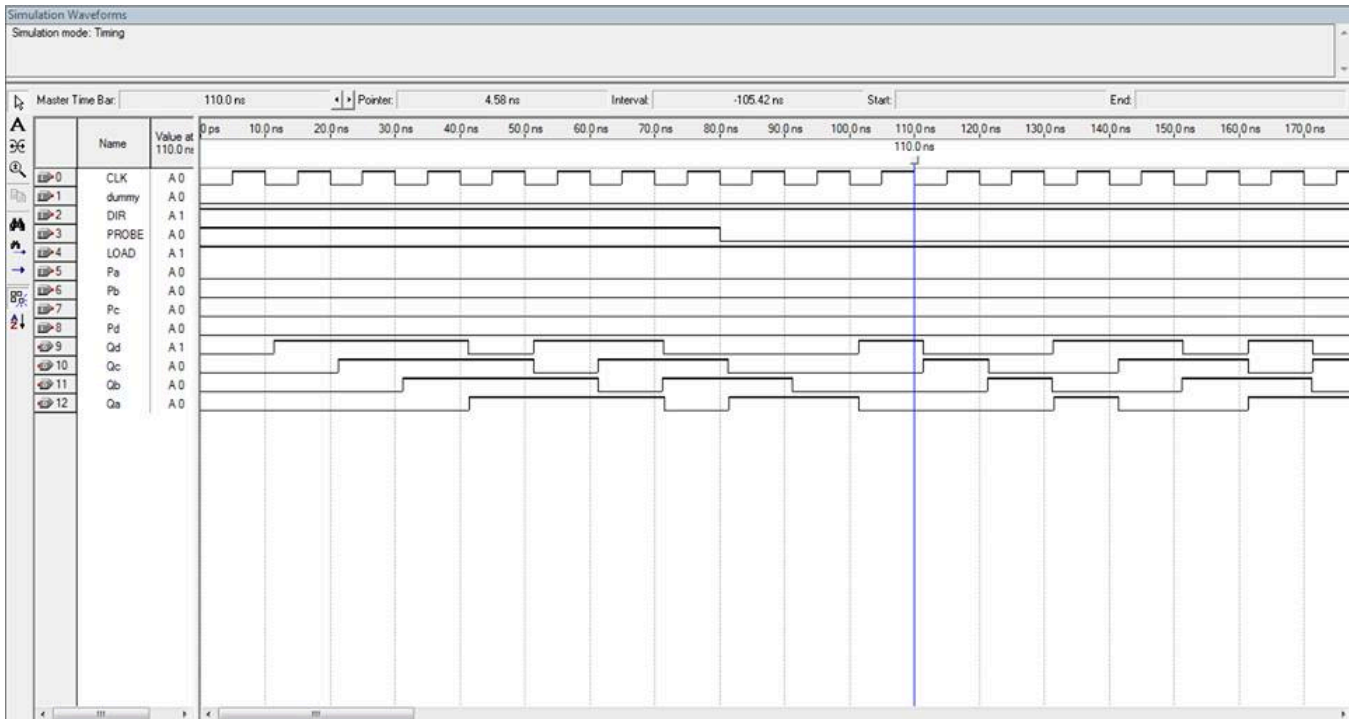 Simulation Waveforms
Simulation mode: Timing
Master Time Bar: 110.0 ns Pointer: 4.58 ns Interval: -105.42 ns Start: End:
Name Value at 110.0 ns
0 ps 10.0 ns 20.0 ns 30.0 ns 40.0 ns 50.0 ns 60.0 ns 70.0 ns 80.0 ns 90.0 ns 100.0 ns 110.0 ns 120.0 ns 130.0 ns 140.0 ns 150.0 ns 160.0 ns 170.0 ns
110.0 ns
0 CLK A 0
1 dummy A 0
2 DIR A 1
3 PROBE A 0
4 LOAD A 1
5 Pa A 0
6 Pb A 0
7 Pc A 0
8 Pd A 0
9 Qd A 1
10 Qc A 0
11 Qb A 0
12 Qa A 0